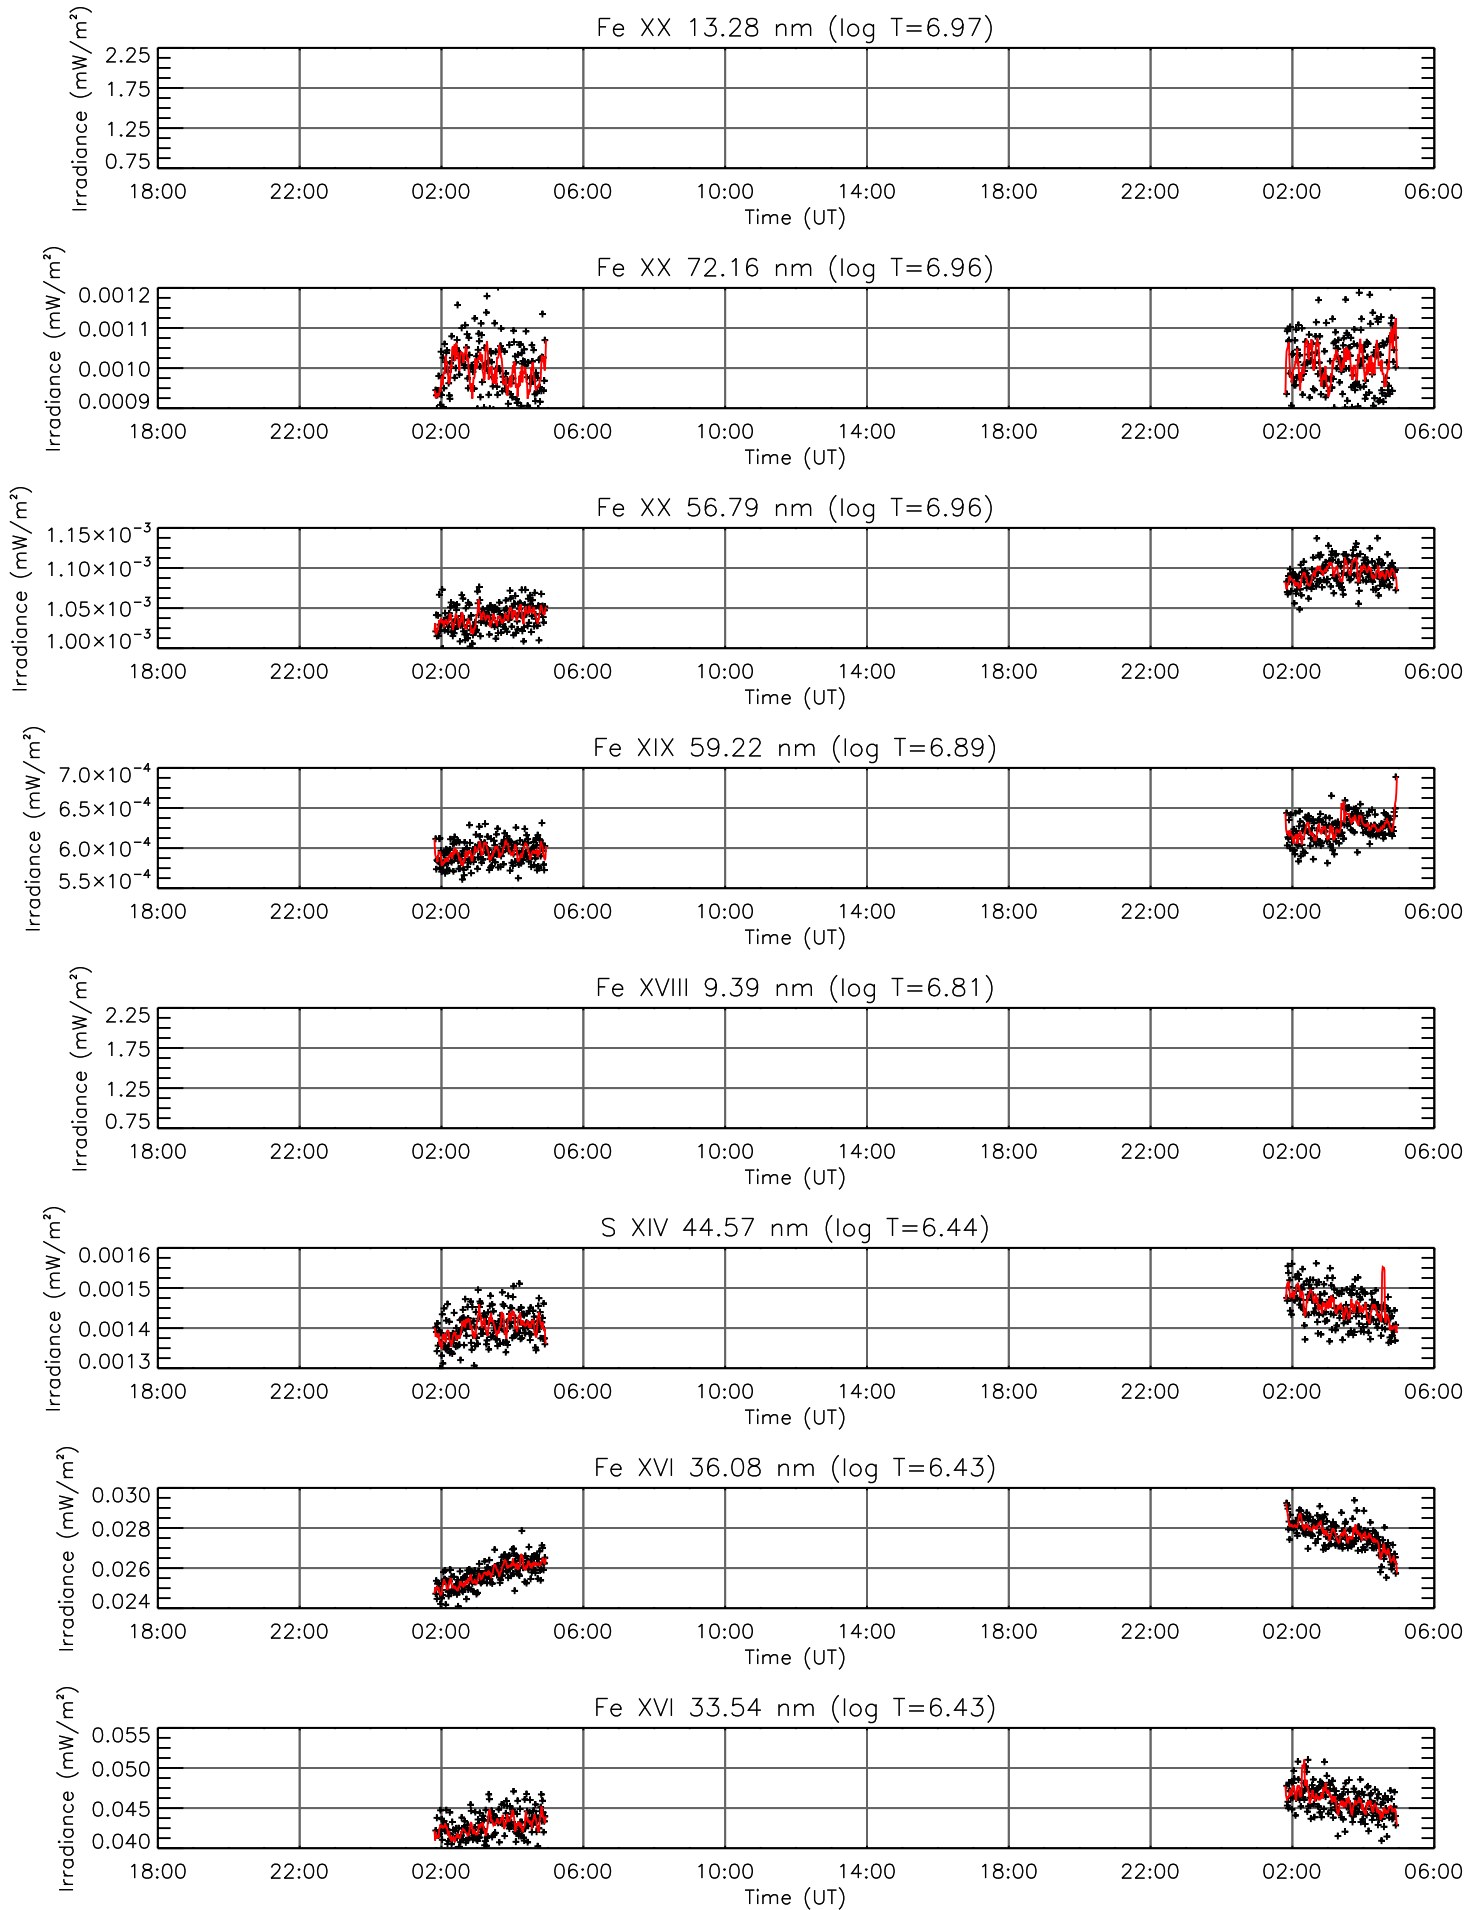 Fe XX 13.28 nm (log T=6.97)
Irradiance (mW/m²)
2.25
1.75
1.25
0.75
18:00 22:00 02:00 06:00 10:00 14:00 18:00 22:00 02:00 06:00
Time (UT)
Fe XX 72.16 nm (log T=6.96)
Irradiance (mW/m²)
0.0012
0.0011
0.0010
0.0009
18:00 22:00 02:00 06:00 10:00 14:00 18:00 22:00 02:00 06:00
Time (UT)
Fe XX 56.79 nm (log T=6.96)
Irradiance (mW/m²)
1.15×10⁻³
1.10×10⁻³
1.05×10⁻³
1.00×10⁻³
18:00 22:00 02:00 06:00 10:00 14:00 18:00 22:00 02:00 06:00
Time (UT)
Fe XIX 59.22 nm (log T=6.89)
Irradiance (mW/m²)
7.0×10⁻⁴
6.5×10⁻⁴
6.0×10⁻⁴
5.5×10⁻⁴
18:00 22:00 02:00 06:00 10:00 14:00 18:00 22:00 02:00 06:00
Time (UT)
Fe XVIII 9.39 nm (log T=6.81)
Irradiance (mW/m²)
2.25
1.75
1.25
0.75
18:00 22:00 02:00 06:00 10:00 14:00 18:00 22:00 02:00 06:00
Time (UT)
S XIV 44.57 nm (log T=6.44)
Irradiance (mW/m²)
0.0016
0.0015
0.0014
0.0013
18:00 22:00 02:00 06:00 10:00 14:00 18:00 22:00 02:00 06:00
Time (UT)
Fe XVI 36.08 nm (log T=6.43)
Irradiance (mW/m²)
0.030
0.028
0.026
0.024
18:00 22:00 02:00 06:00 10:00 14:00 18:00 22:00 02:00 06:00
Time (UT)
Fe XVI 33.54 nm (log T=6.43)
Irradiance (mW/m²)
0.055
0.050
0.045
0.040
18:00 22:00 02:00 06:00 10:00 14:00 18:00 22:00 02:00 06:00
Time (UT)